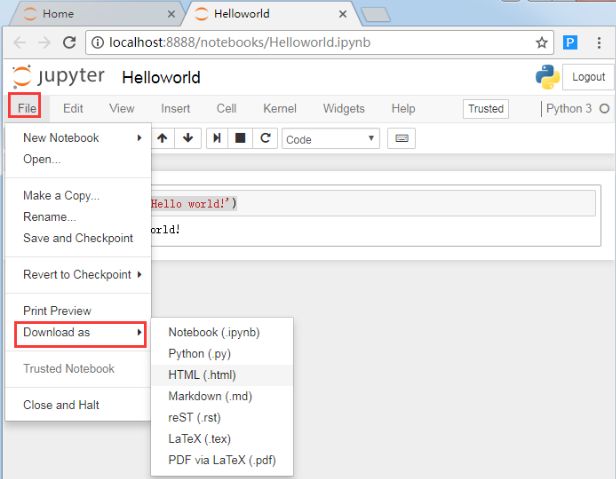 Home
Helloworld
localhost:8888/notebooks/Helloworld.ipynb
P
jupyter Helloworld
Logout
File Edit View Insert Cell Kernel Widgets Help Trusted Python 3
New Notebook
Code
Open...
Make a Copy...
Hello world!')
Rename...
Save and Checkpoint
orld!
Revert to Checkpoint
Print Preview
Download as
Notebook (.ipynb)
Python (.py)
Trusted Notebook
HTML (.html)
Markdown (.md)
Close and Halt
reST (.rst)
LaTeX (.tex)
PDF via LaTeX (.pdf)